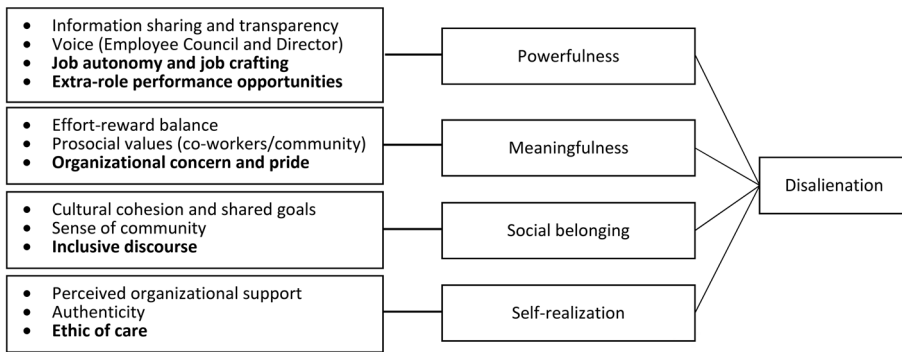 • Information sharing and transparency
• Voice (Employee Council and Director)
• Job autonomy and job crafting
• Extra-role performance opportunities
Powerfulness
• Effort-reward balance
• Prosocial values (co-workers/community)
• Organizational concern and pride
Meaningfulness
Disalienation
• Cultural cohesion and shared goals
• Sense of community
• Inclusive discourse
Social belonging
• Perceived organizational support
• Authenticity
• Ethic of care
Self-realization